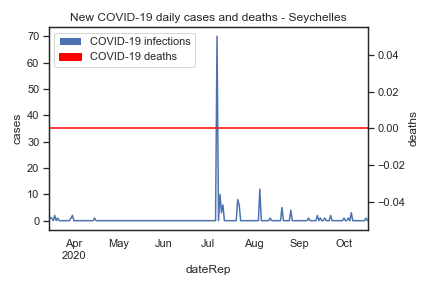 New COVID-19 daily cases and deaths - Seychelles
COVID-19 infections
COVID-19 deaths
70
60
50
40
30
20
10
0
cases
0.04
0.02
0.00
−0.02
−0.04
deaths
Apr May Jun Jul Aug Sep Oct
2020
dateRep